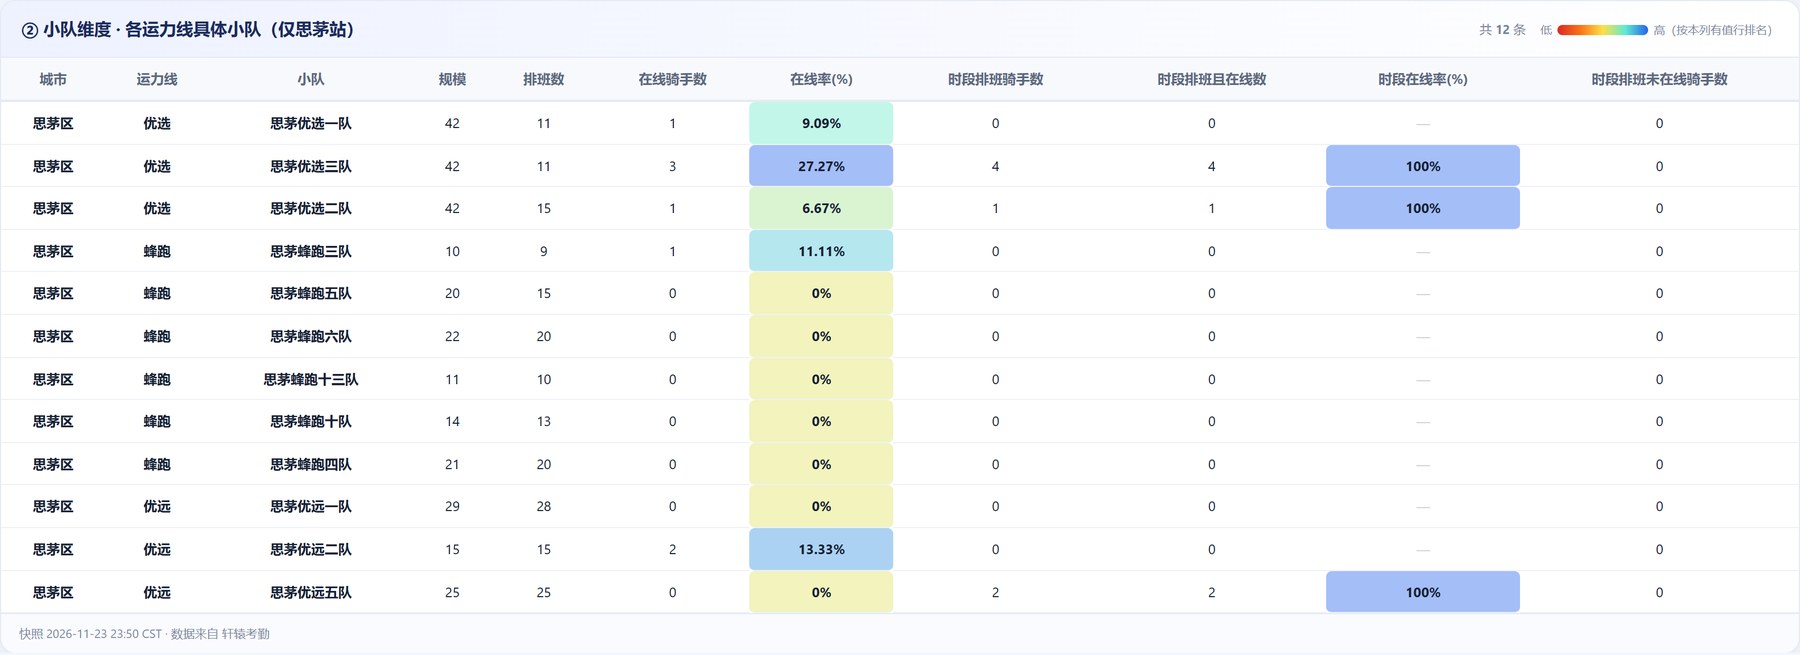 ② 小队维度 · 各运力线具体小队（仅思茅站）
共 12 条 低 高 (按本列有值行排名)
城市 运力线 小队 规模 排班数 在线骑手数 在线率(%) 时段排班骑手数 时段排班且在线数 时段在线率(%) 时段排班未在线骑手数
思茅区 优选 思茅优选一队 42 11 1 9.09% 0 0 — 0
思茅区 优选 思茅优选三队 42 11 3 27.27% 4 4 100% 0
思茅区 优选 思茅优选二队 42 15 1 6.67% 1 1 100% 0
思茅区 蜂跑 思茅蜂跑三队 10 9 1 11.11% 0 0 — 0
思茅区 蜂跑 思茅蜂跑五队 20 15 0 0% 0 0 — 0
思茅区 蜂跑 思茅蜂跑六队 22 20 0 0% 0 0 — 0
思茅区 蜂跑 思茅蜂跑十三队 11 10 0 0% 0 0 — 0
思茅区 蜂跑 思茅蜂跑十队 14 13 0 0% 0 0 — 0
思茅区 蜂跑 思茅蜂跑四队 21 20 0 0% 0 0 — 0
思茅区 优远 思茅优远一队 29 28 0 0% 0 0 — 0
思茅区 优远 思茅优远二队 15 15 2 13.33% 0 0 — 0
思茅区 优远 思茅优远五队 25 25 0 0% 2 2 100% 0
快照 2026-11-23 23:50 CST · 数据来自 轩辕考勤